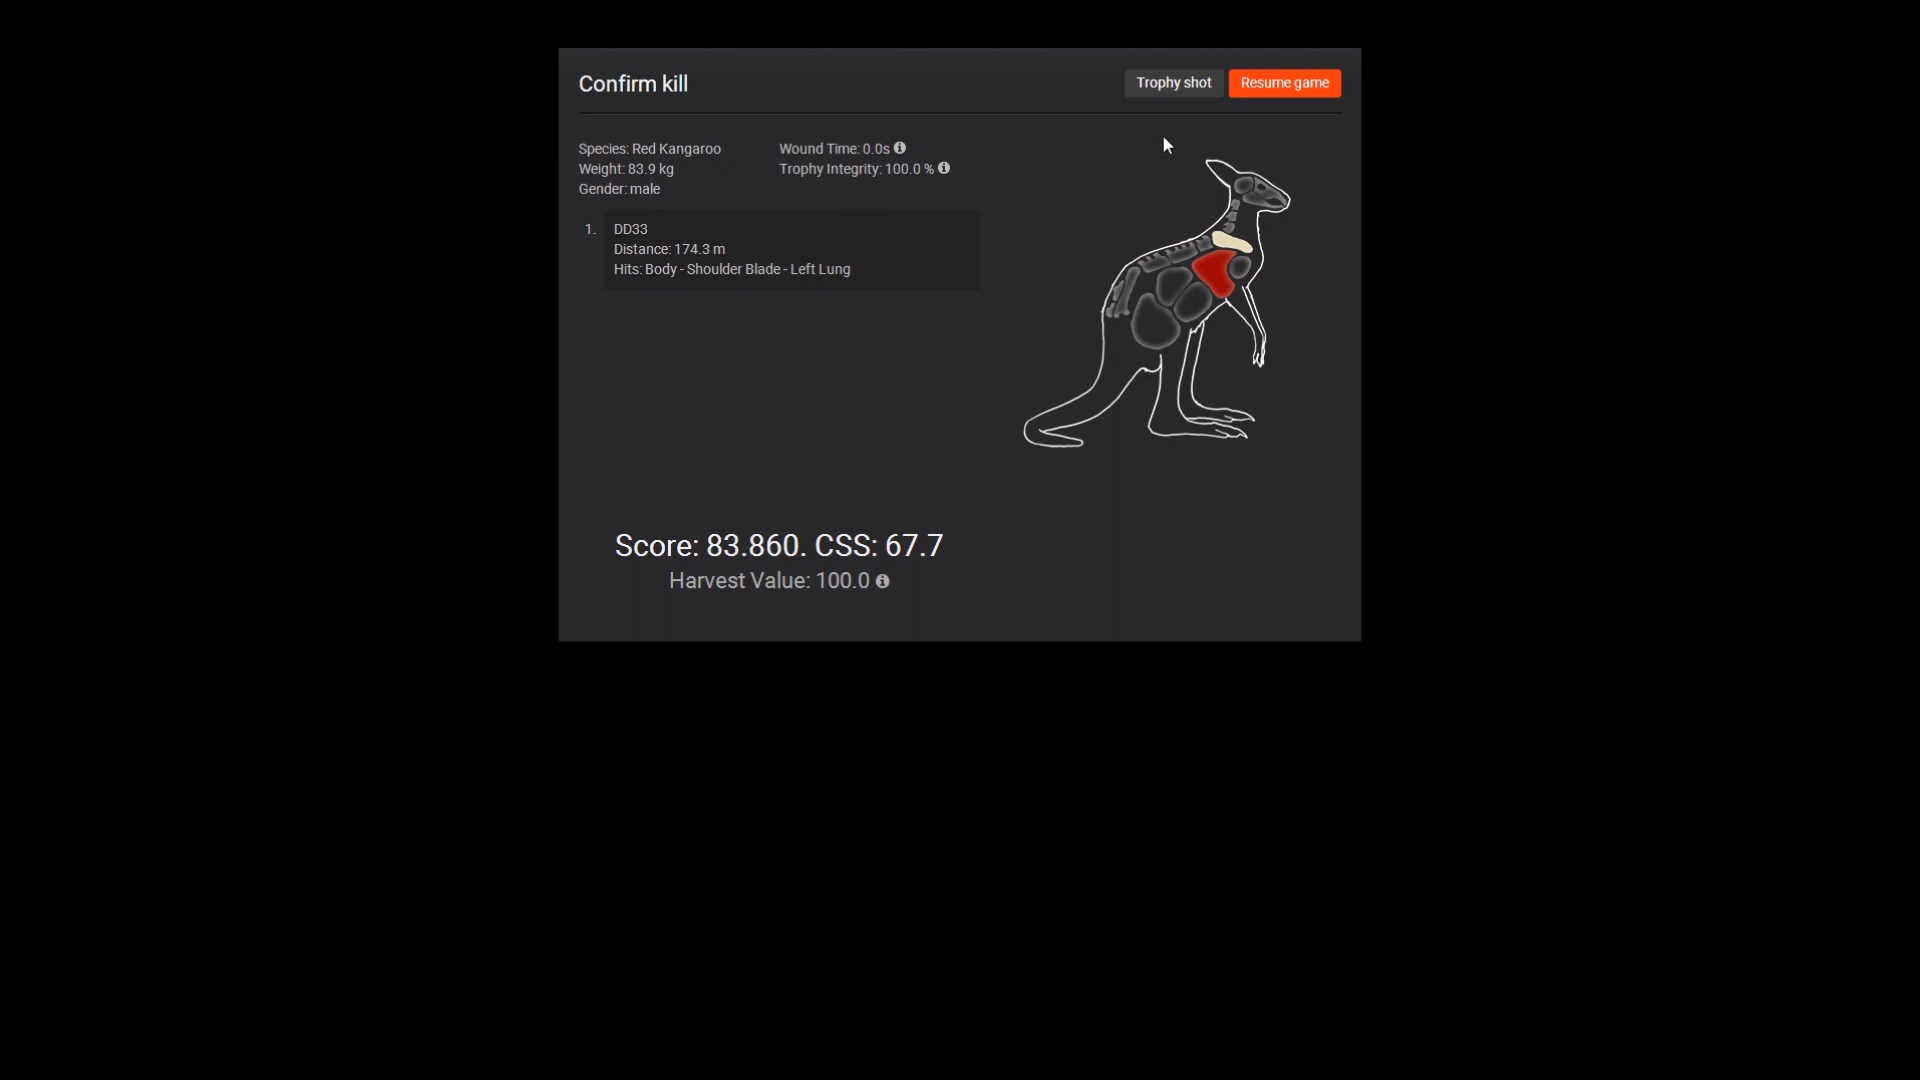 Confirm kill
Trophy shot
Resume game
Species: Red Kangaroo
Weight: 83.9 kg
Gender: male
Wound Time: 0.0s
Trophy Integrity: 100.0 %
1. DD33
Distance: 174.3 m
Hits: Body - Shoulder Blade - Left Lung
Score: 83.860. CSS: 67.7
Harvest Value: 100.0